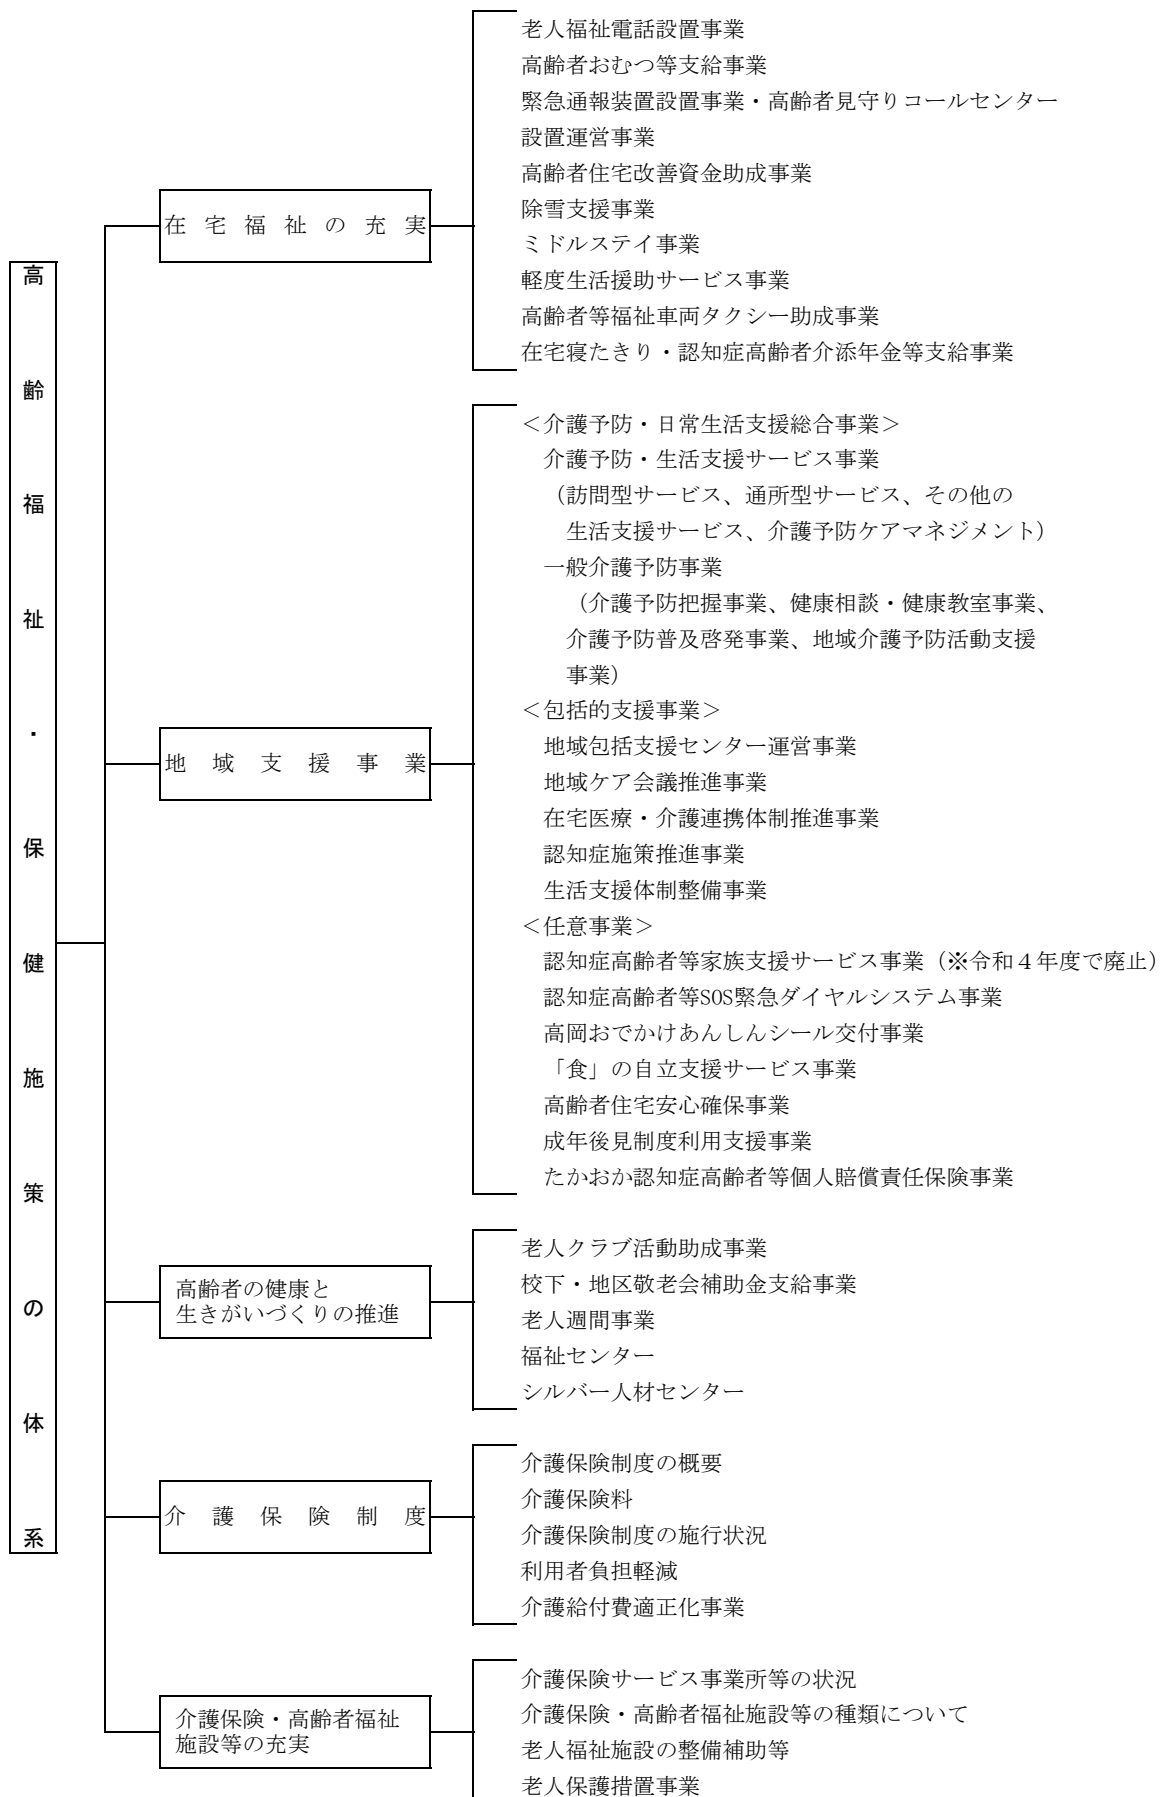 高齢福祉・保健施策の体系
在宅福祉の充実
老人福祉電話設置事業
高齢者おむつ等支給事業
緊急通報装置設置事業・高齢者見守りコールセンター
設置運営事業
高齢者住宅改善資金助成事業
除雪支援事業
ミドルステイ事業
軽度生活援助サービス事業
高齢者等福祉車両タクシー助成事業
在宅寝たきり・認知症高齢者介添年金等支給事業
地域支援事業
＜介護予防・日常生活支援総合事業＞
介護予防・生活支援サービス事業
（訪問型サービス、通所型サービス、その他の
生活支援サービス、介護予防ケアマネジメント）
一般介護予防事業
（介護予防把握事業、健康相談・健康教室事業、
介護予防普及啓発事業、地域介護予防活動支援
事業）
＜包括的支援事業＞
地域包括支援センター運営事業
地域ケア会議推進事業
在宅医療・介護連携体制推進事業
認知症施策推進事業
生活支援体制整備事業
＜任意事業＞
認知症高齢者等家族支援サービス事業（※令和４年度で廃止）
認知症高齢者等SOS緊急ダイヤルシステム事業
高岡おでかけあんしんシール交付事業
「食」の自立支援サービス事業
高齢者住宅安心確保事業
成年後見制度利用支援事業
たかおか認知症高齢者等個人賠償責任保険事業
高齢者の健康と
生きがいづくりの推進
老人クラブ活動助成事業
校下・地区敬老会補助金支給事業
老人週間事業
福祉センター
シルバー人材センター
介護保険制度
介護保険制度の概要
介護保険料
介護保険制度の施行状況
利用者負担軽減
介護給付費適正化事業
介護保険・高齢者福祉
施設等の充実
介護保険サービス事業所等の状況
介護保険・高齢者福祉施設等の種類について
老人福祉施設の整備補助等
老人保護措置事業